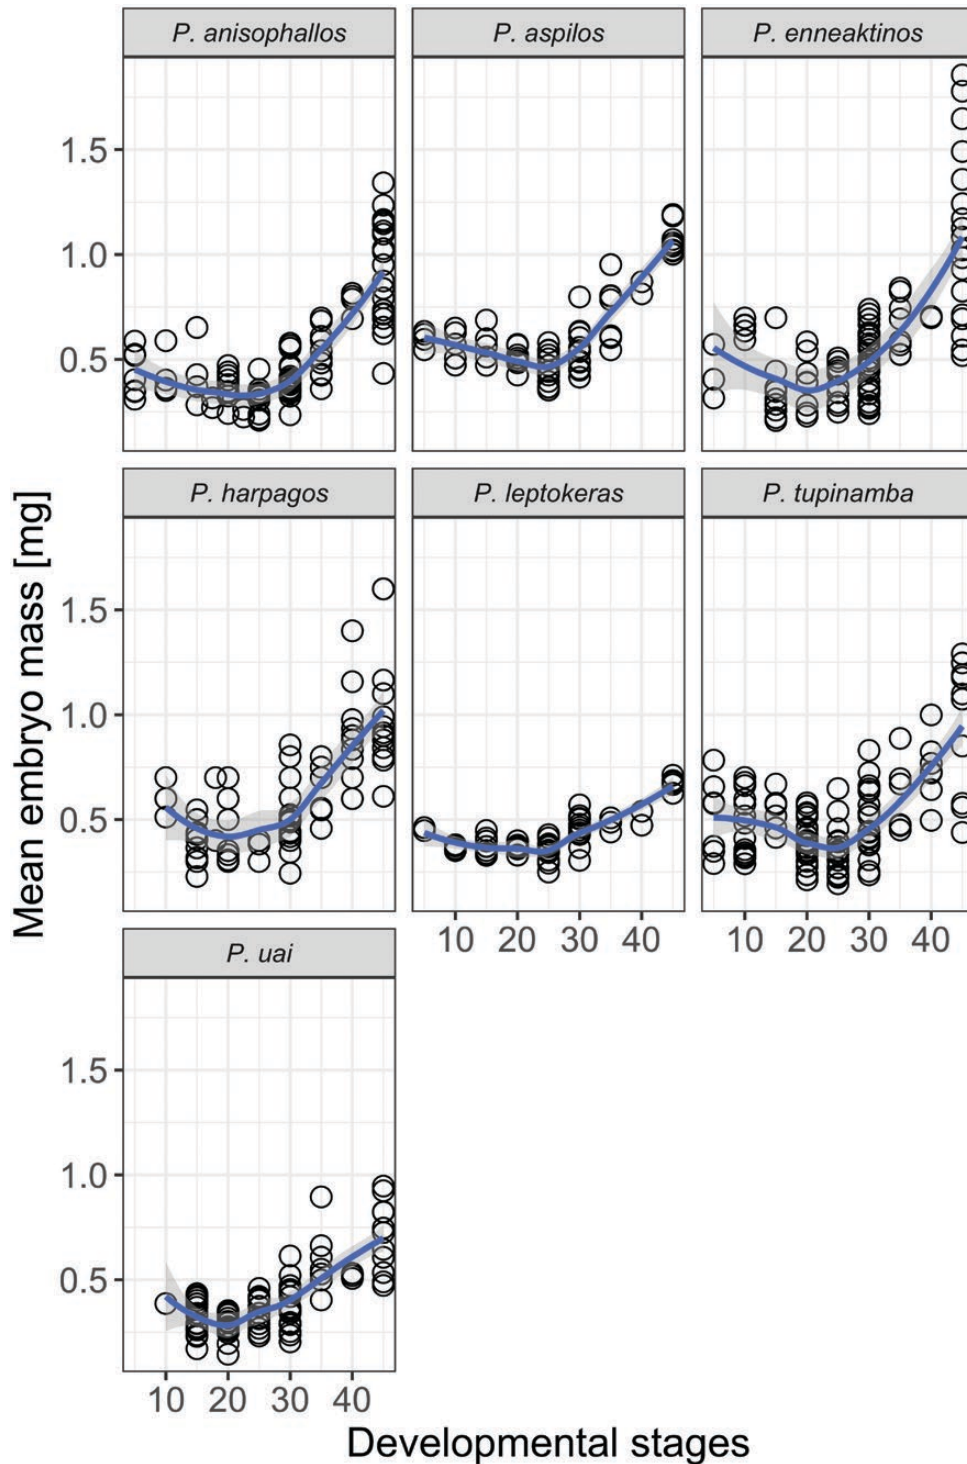 P. anisophallos P. aspilos P. enneaktinos
1.5
1.0
0.5
P. harpagos P. leptokeras P. tupinamba
Mean embryo mass [mg]
1.5
1.0
0.5
10 20 30 40 10 20 30 40
P. uai
1.5
1.0
0.5
10 20 30 40
Developmental stages